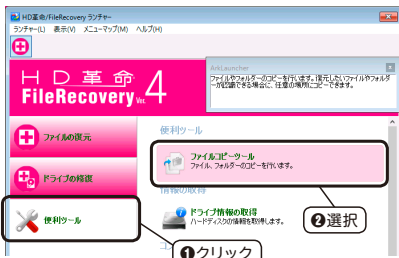 HD革命/FileRecovery ランチャー
ランチャー(L) 表示(V) メニューマップ(M) ヘルプ(H)
HD革命
FileRecovery Ver.4
ArkLauncher
ファイルやフォルダーのコピーを行います。復元したいファイルやフォルダ
ーが認識できる場合に、任意の場所にコピーできます。
ファイルの復元
ドライブの修復
便利ツール
❶クリック
便利ツール
ファイルコピーツール
ファイル、フォルダーのコピーを行います。
❷選択
情報の取得
ドライブ情報の取得
ハードディスクの情報を取得します。